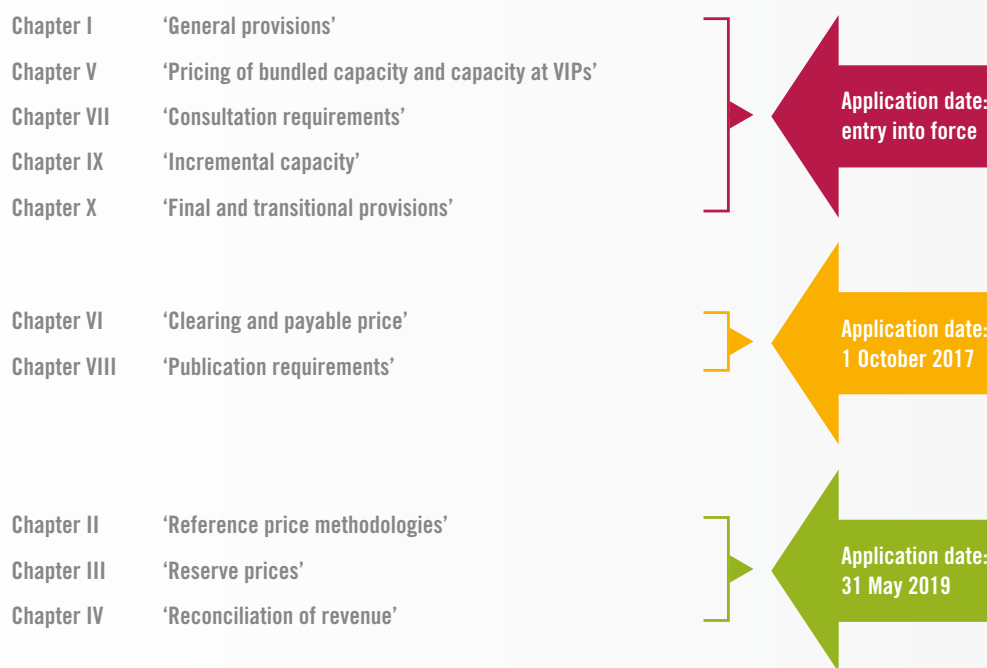 Chapter I ‘General provisions’
Chapter V ‘Pricing of bundled capacity and capacity at VIPs’
Chapter VII ‘Consultation requirements’
Chapter IX ‘Incremental capacity’
Chapter X ‘Final and transitional provisions’
Application date:
entry into force
Chapter VI ‘Clearing and payable price’
Chapter VIII ‘Publication requirements’
Application date:
1 October 2017
Chapter II ‘Reference price methodologies’
Chapter III ‘Reserve prices’
Chapter IV ‘Reconciliation of revenue’
Application date:
31 May 2019